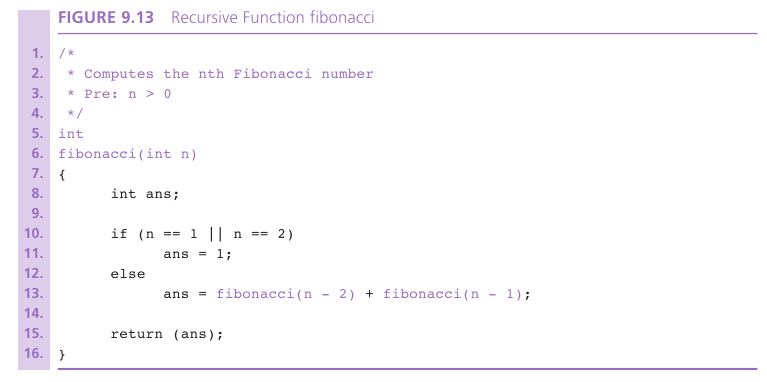 FIGURE 9.13 Recursive Function fibonacci
1. /*
2.  * Computes the nth Fibonacci number
3.  * Pre: n > 0
4.  */
5. int
6. fibonacci(int n)
7. {
8.       int ans;
9.
10.       if (n == 1 || n == 2)
11.             ans = 1;
12.       else
13.             ans = fibonacci(n - 2) + fibonacci(n - 1);
14.
15.       return (ans);
16. }